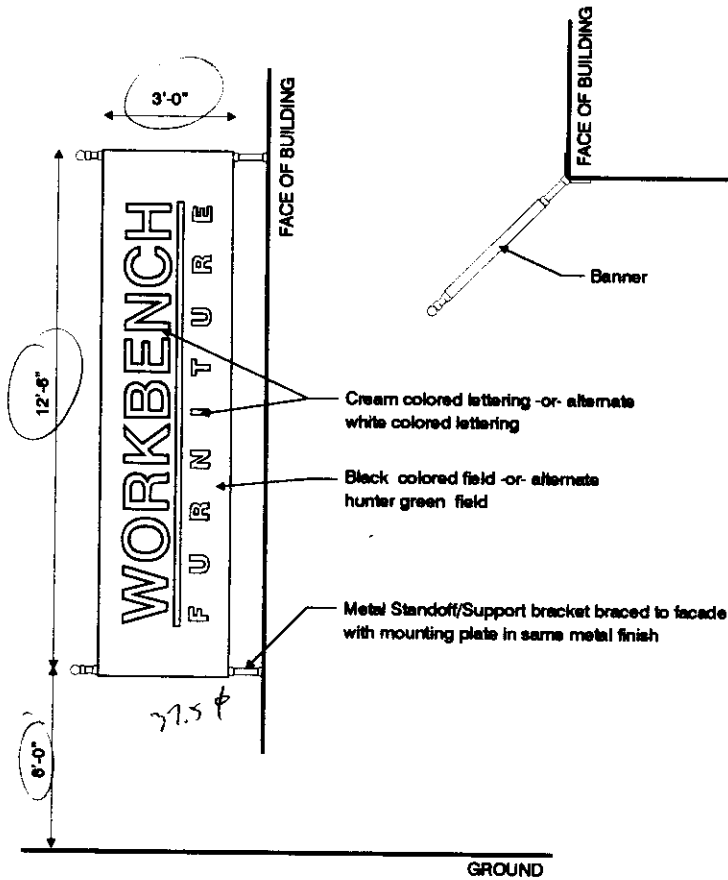 3'-0"
FACE OF BUILDING
FACE OF BUILDING
Banner
WORKBENCH
FURNITURE
12'-6"
Cream colored lettering -or- alternate
white colored lettering
Black colored field -or- alternate
hunter green field
Metal Standoff/Support bracket braced to facade
with mounting plate in same metal finish
37.5
6'-0"
GROUND